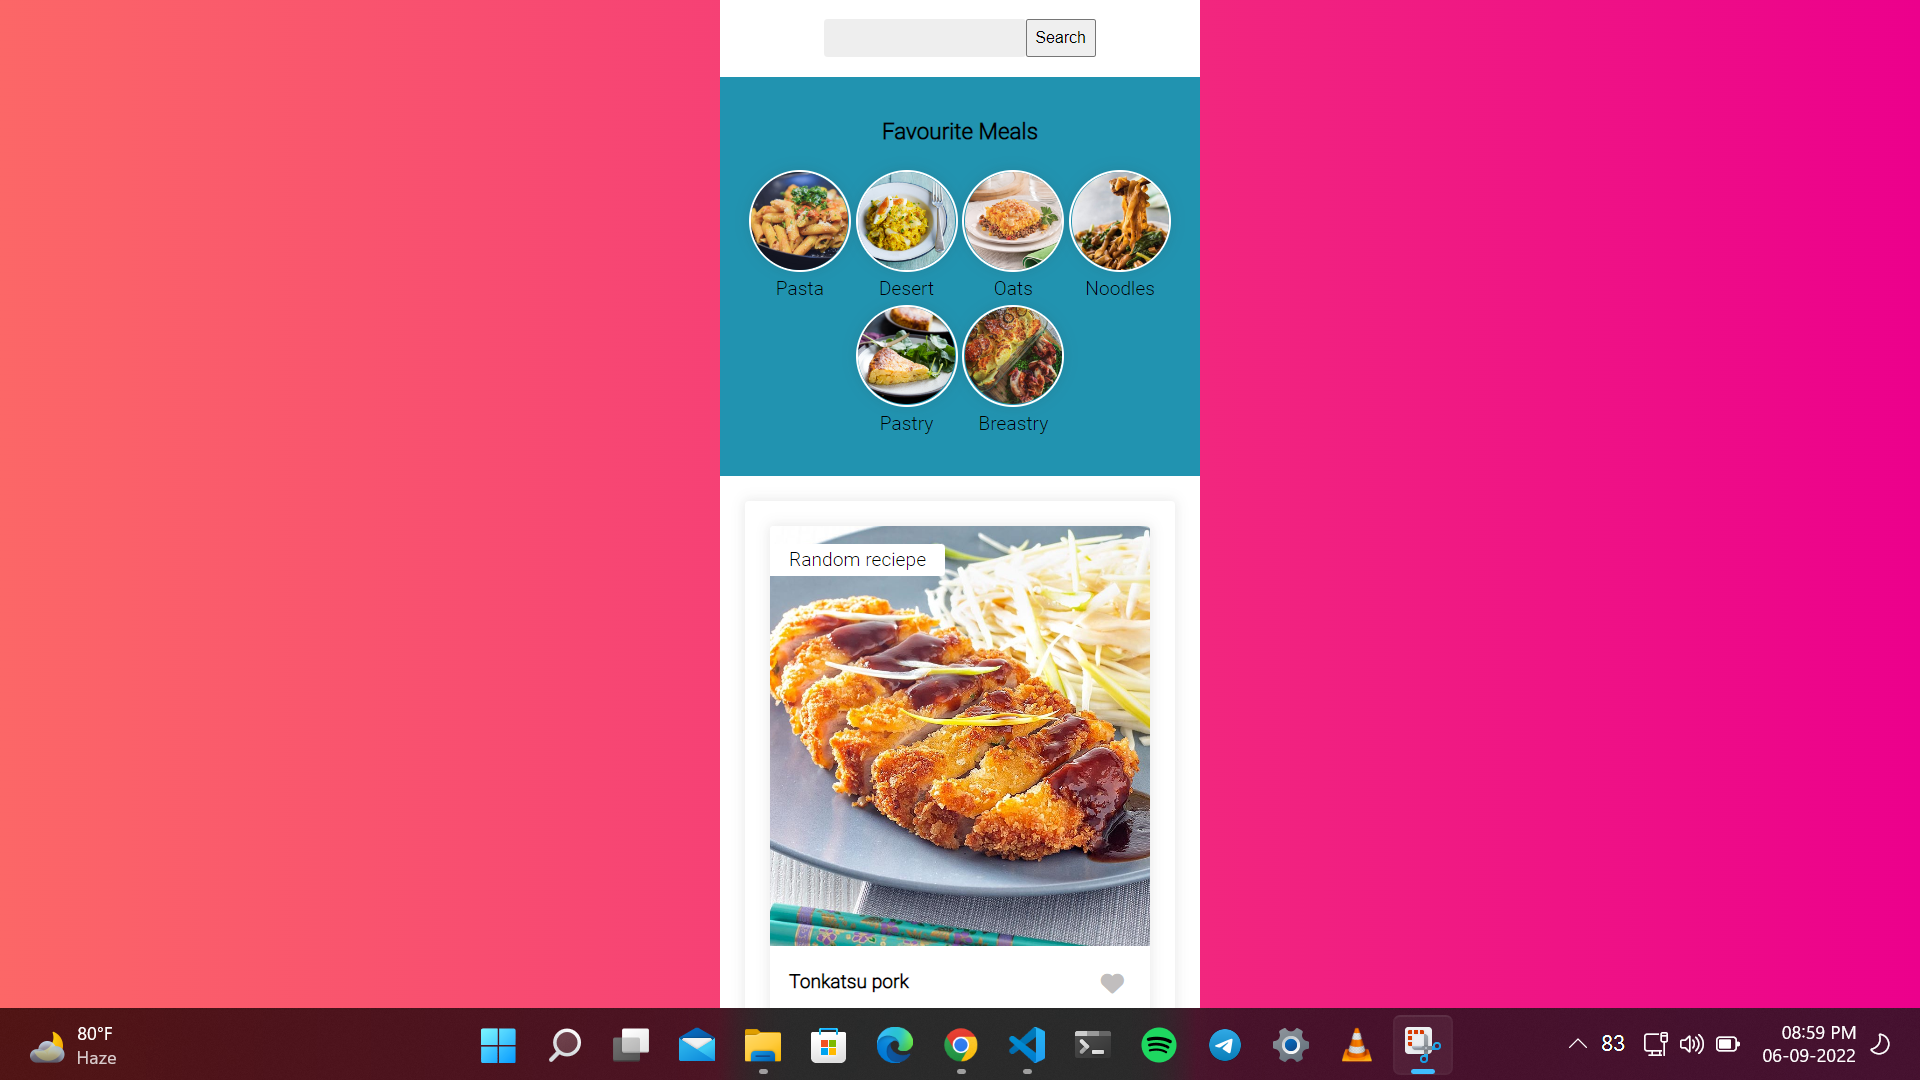 Search
Favourite Meals
Pasta
Desert
Oats
Noodles
Pastry
Breastry
Random reciepe
Tonkatsu pork
80°F
Haze
83
08:59 PM
06-09-2022